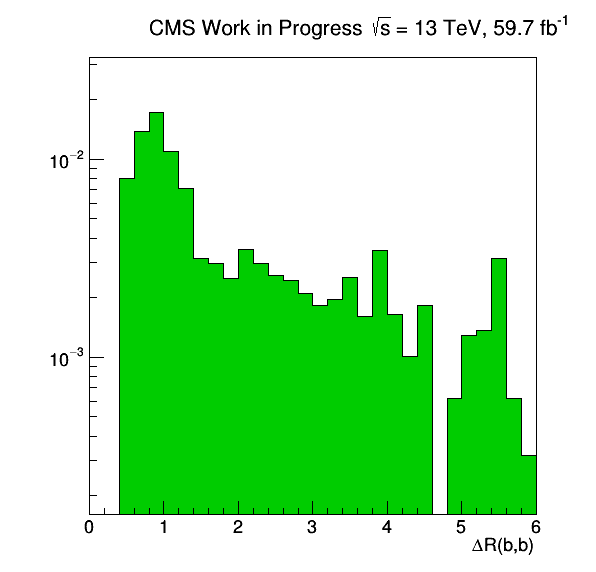 CMS Work in Progress √s = 13 TeV, 59.7 fb⁻¹
10⁻²
10⁻³
0 1 2 3 4 5 6
ΔR(b,b)